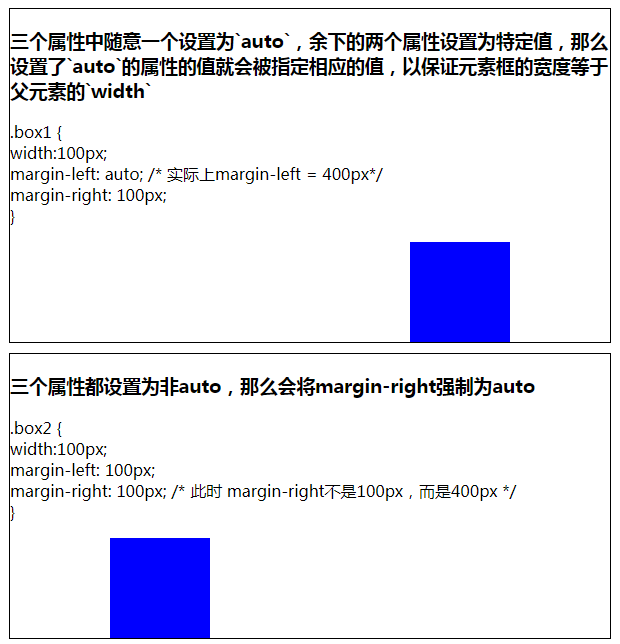 三个属性中随意一个设置为`auto`，余下的两个属性设置为特定值，那么
设置了`auto`的属性的值就会被指定相应的值，以保证元素框的宽度等于
父元素的`width`
.box1 {
width:100px;
margin-left: auto; /* 实际上margin-left = 400px*/
margin-right: 100px;
}
三个属性都设置为非auto，那么会将margin-right强制为auto
.box2 {
width:100px;
margin-left: 100px;
margin-right: 100px; /* 此时 margin-right不是100px，而是400px */
}